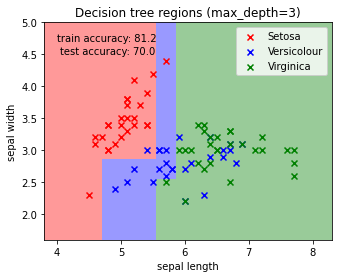 Decision tree regions (max_depth=3)
train accuracy: 81.2
test accuracy: 70.0
Setosa
Versicolour
Virginica
sepal width
5.0
4.5
4.0
3.5
3.0
2.5
2.0
4 5 6 7 8
sepal length